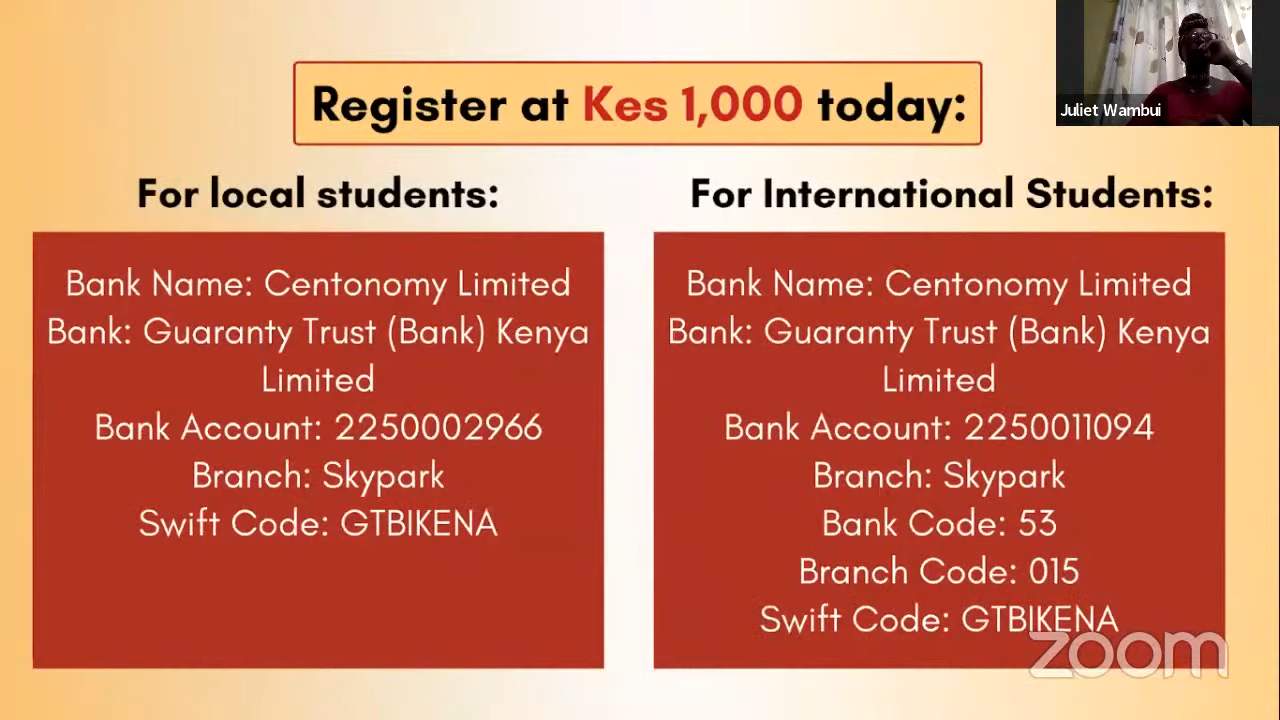 Juliet Wambui
Register at Kes 1,000 today:
For local students:
Bank Name: Centonomy Limited
Bank: Guaranty Trust (Bank) Kenya
Limited
Bank Account: 2250002966
Branch: Skypark
Swift Code: GTBIKENA
For International Students:
Bank Name: Centonomy Limited
Bank: Guaranty Trust (Bank) Kenya
Limited
Bank Account: 2250011094
Branch: Skypark
Bank Code: 53
Branch Code: 015
Swift Code: GTBIKENA
zoom